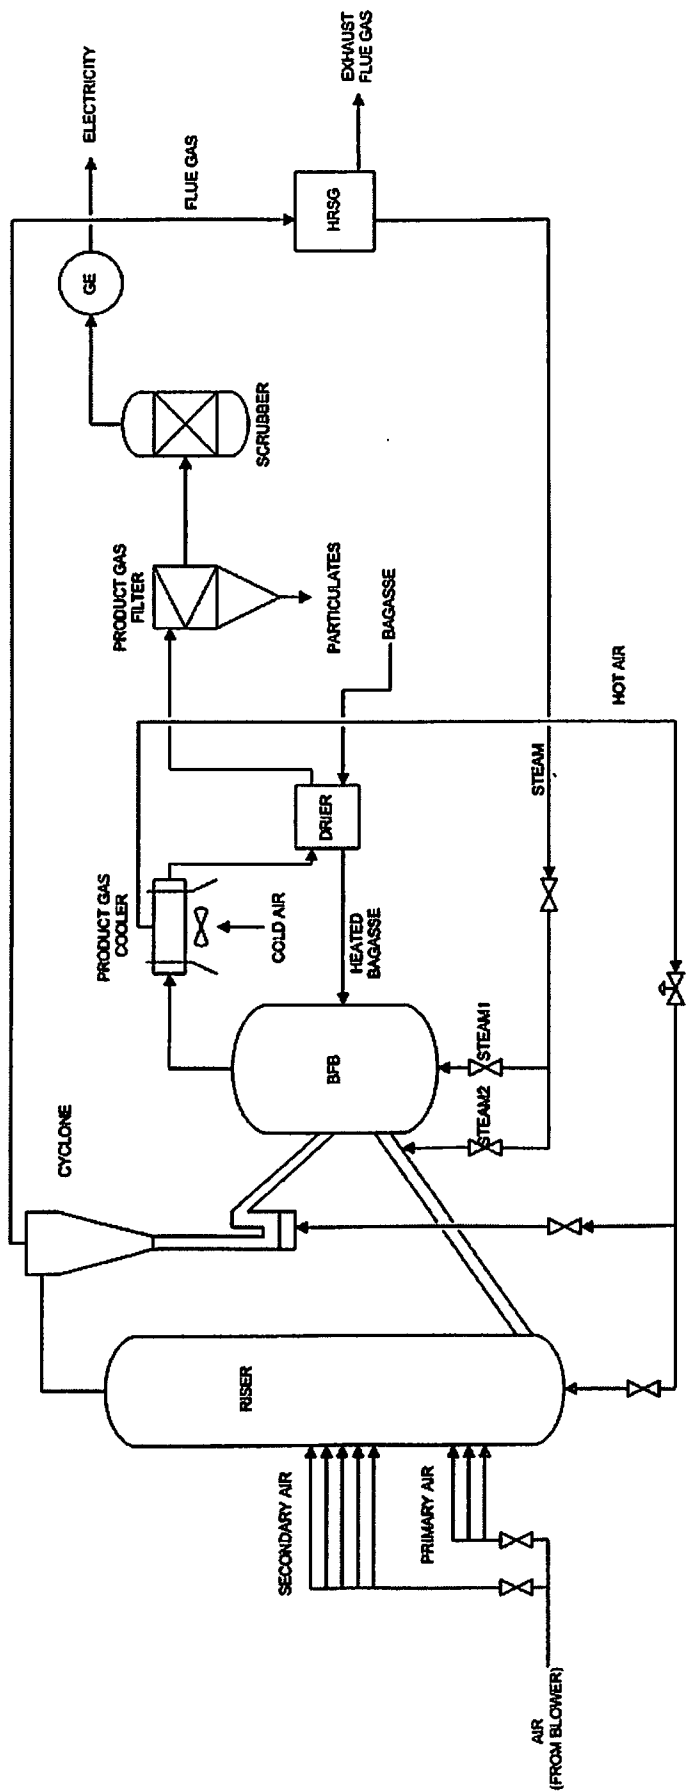 CYCLONE
ELECTRICITY
GE
FLUE GAS
EXHAUST
FLUE GAS
HRSG
SCRUBBER
PRODUCT GAS
FILTER
PARTICULATES
BAGASSE
PRODUCT GAS
COOLER
COLD AIR
DRIER
HEATED
BAGASSE
HOT AIR
STEAM
BFB
STEAM1
STEAM2
RISER
SECONDARY AIR
PRIMARY AIR
AIR
(FROM BLOWER)